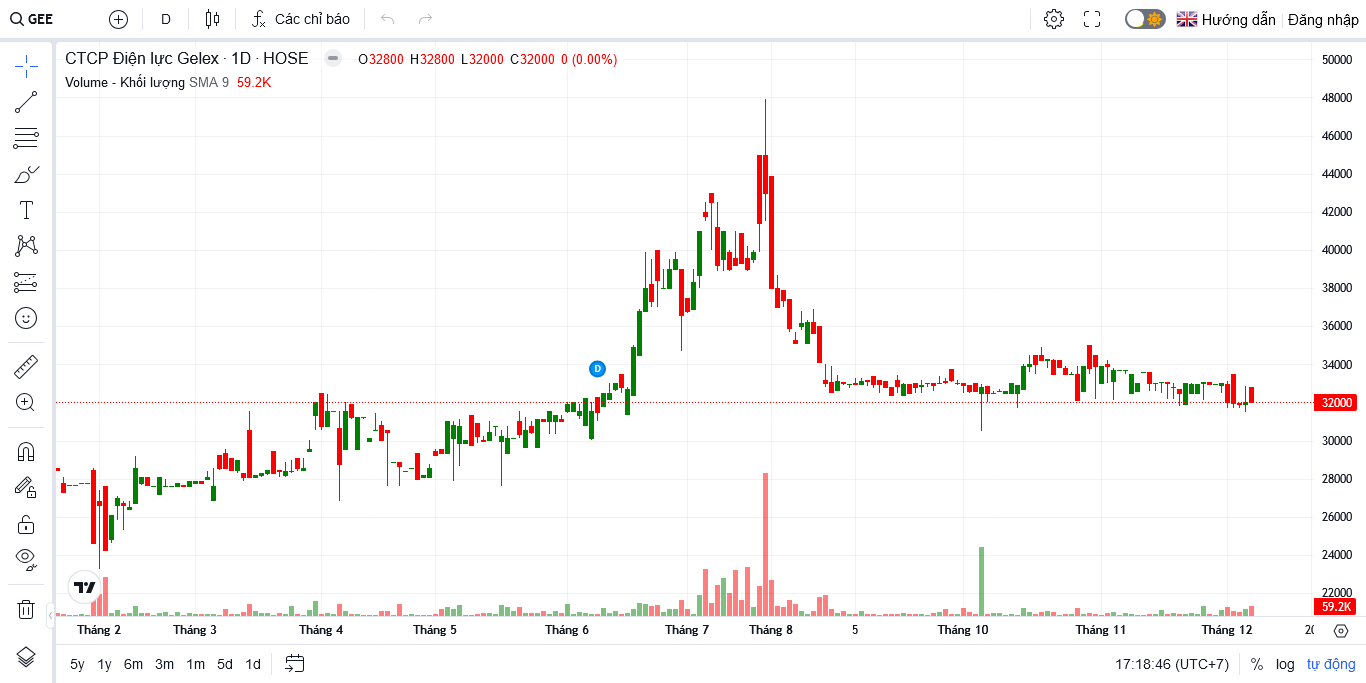 GEE D Các chỉ báo Hướng dẫn Đăng nhập
CTCP Điện lực Gelex · 1D · HOSE O32800 H32800 L32000 C32000 0 (0.00%)
Volume - Khối lượng SMA 9 59.2K
50000
48000
46000
44000
42000
40000
38000
36000
34000
32000
30000
28000
26000
24000
22000
59.2K
D
Tháng 2 Tháng 3 Tháng 4 Tháng 5 Tháng 6 Tháng 7 Tháng 8 5 Tháng 10 Tháng 11 Tháng 12
5y 1y 6m 3m 1m 5d 1d 17:18:46 (UTC+7) % log tự động